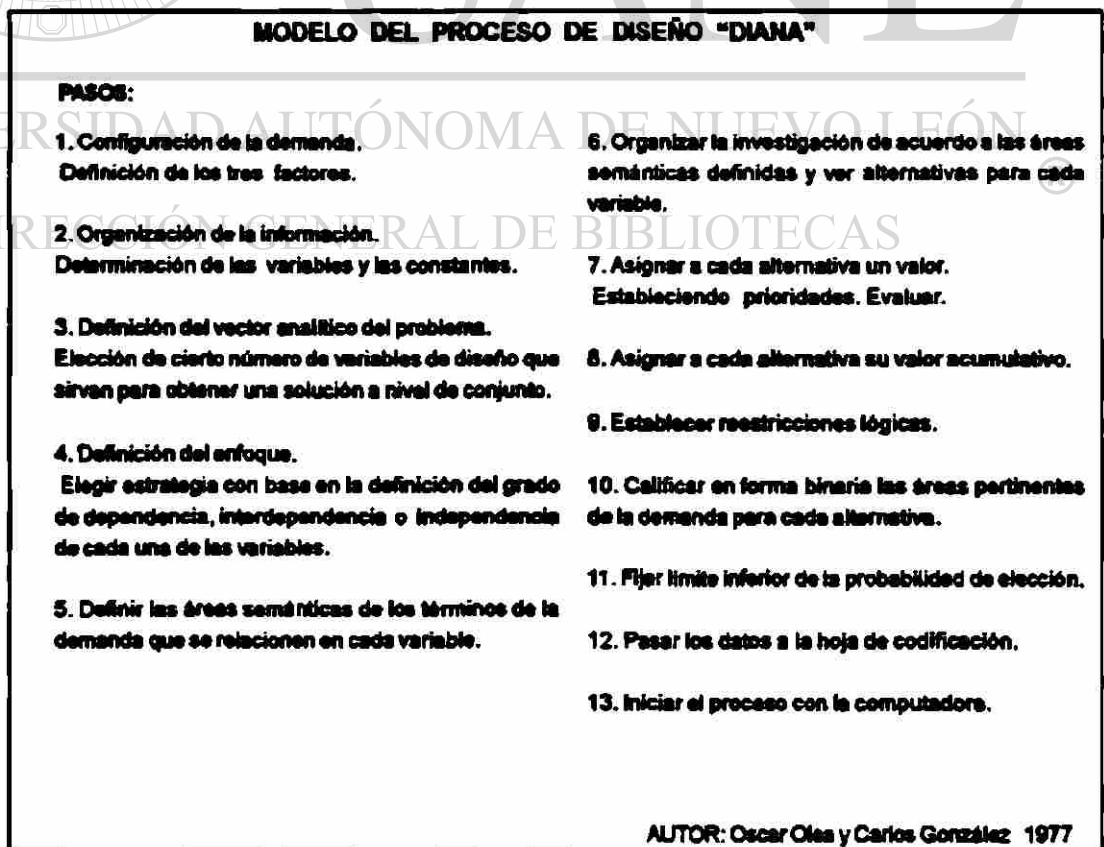 MODELO DEL PROCESO DE DISEÑO "DIANA"
PASOS:
1. Configuración de la demanda.
Definición de los tres factores.
2. Organización de la información.
Determinación de las variables y las constantes.
3. Definición del vector analítico del problema.
Elección de cierto número de variables de diseño que
sirvan para obtener una solución a nivel de conjunto.
4. Definición del enfoque.
Elegir estrategia con base en la definición del grado
de dependencia, interdependencia o independencia
de cada una de las variables.
5. Definir las áreas semánticas de los términos de la
demanda que se relacionen en cada variable.
6. Organizar la investigación de acuerdo a las áreas
semánticas definidas y ver alternativas para cada
variable.
7. Asignar a cada alternativa un valor.
Estableciendo prioridades. Evaluar.
8. Asignar a cada alternativa su valor acumulativo.
9. Establecer reestricciones lógicas.
10. Calificar en forma binaria las áreas pertinentes
de la demanda para cada alternativa.
11. Fijar límite inferior de la probabilidad de elección.
12. Pasar los datos a la hoja de codificación.
13. Iniciar el proceso con la computadora.
AUTOR: Oscar Olea y Carlos González 1977
UANL
ERSIDAD AUTÓNOMA DE NUEVO LEÓN
®
DIRECCIÓN GENERAL DE BIBLIOTECAS